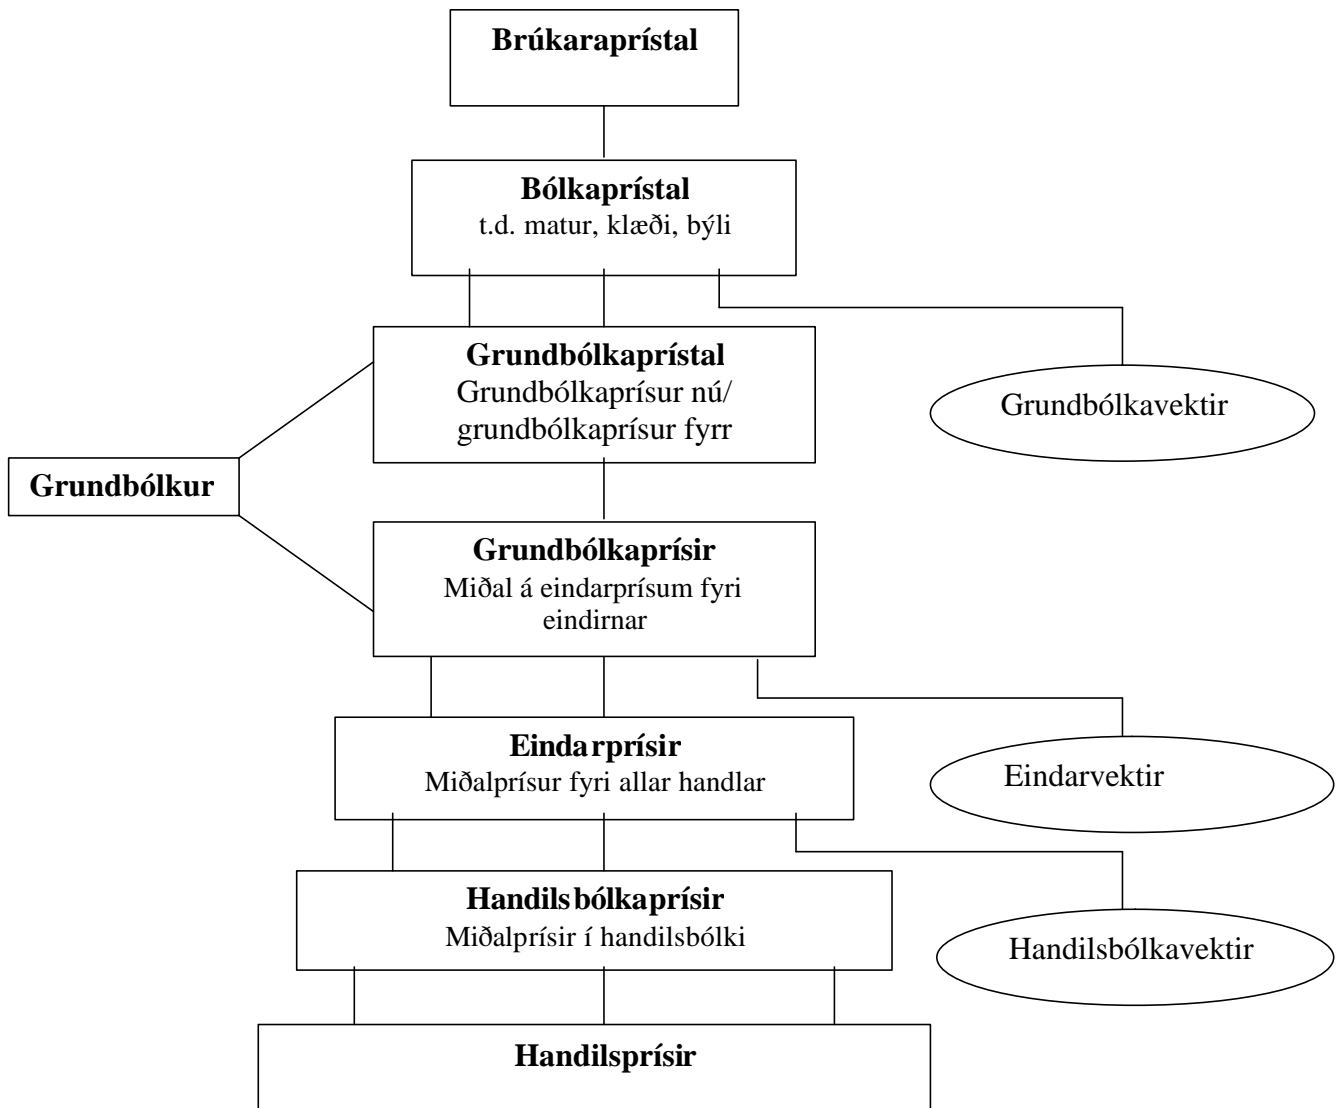 Brúkaraprístal
Bólkaprístal
t.d. matur, klæði, býli
Grundbólkaprístal
Grundbólkaprísur nú/
grundbólkaprísur fyrr
Grundbólkavektir
Grundbólkur
Grundbólkaprísir
Miðal á eindarprísum fyri
eindirnar
Eindarprísir
Miðalprísur fyri allar handlar
Eindarvektir
Handilsbólkaprísir
Miðalprísir í handilsbólki
Handilsbólkavektir
Handilsprísir